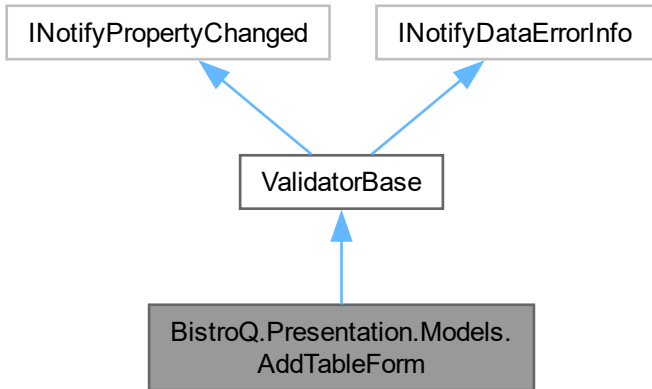 INotifyPropertyChanged
INotifyDataErrorInfo
ValidatorBase
BistroQ.Presentation.Models.
AddTableForm